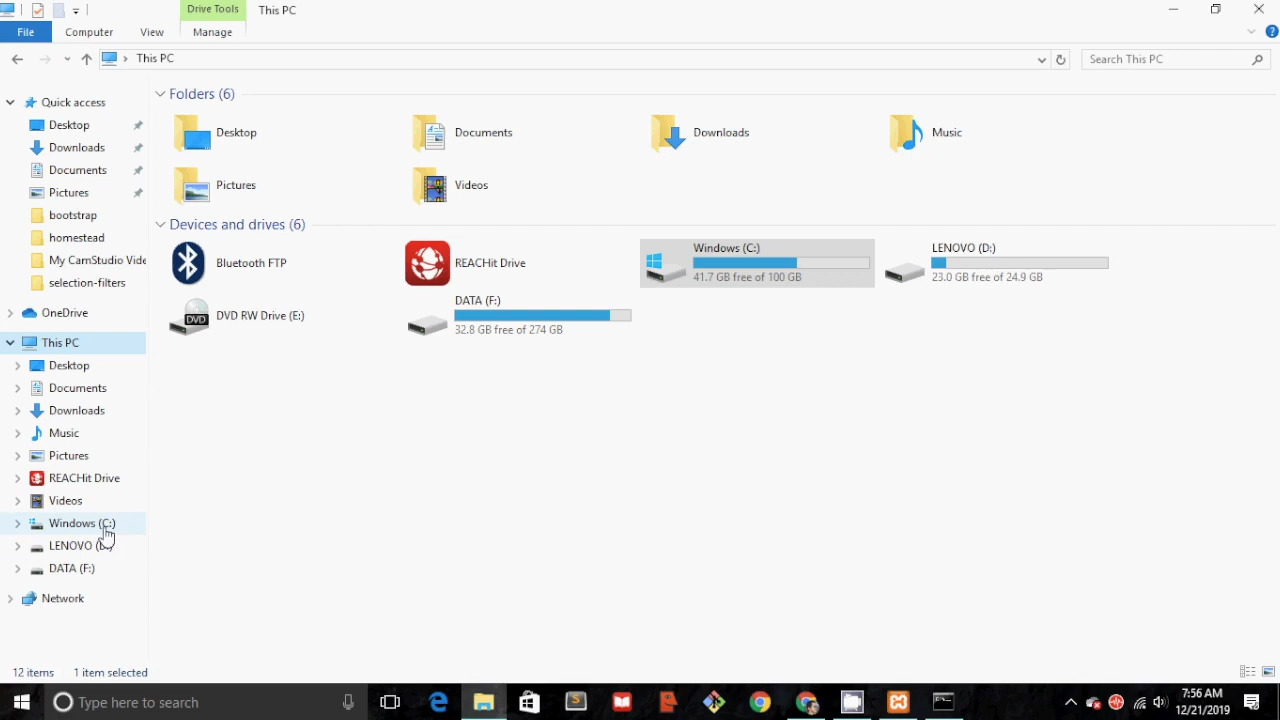 Drive Tools
This PC
File
Computer
View
Manage
This PC
Search This PC
Quick access
Desktop
Downloads
Documents
Pictures
bootstrap
homestead
My CamStudio Vide
selection-filters
OneDrive
This PC
Desktop
Documents
Downloads
Music
Pictures
REACHit Drive
Videos
Windows (C:)
LENOVO (D:)
DATA (F:)
Network
Folders (6)
Desktop
Documents
Downloads
Music
Pictures
Videos
Devices and drives (6)
Bluetooth FTP
REACHit Drive
Windows (C:)
41.7 GB free of 100 GB
LENOVO (D:)
23.0 GB free of 24.9 GB
DVD RW Drive (E:)
DVD
DATA (F:)
32.8 GB free of 274 GB
12 items
1 item selected
Type here to search
7:56 AM
12/21/2019